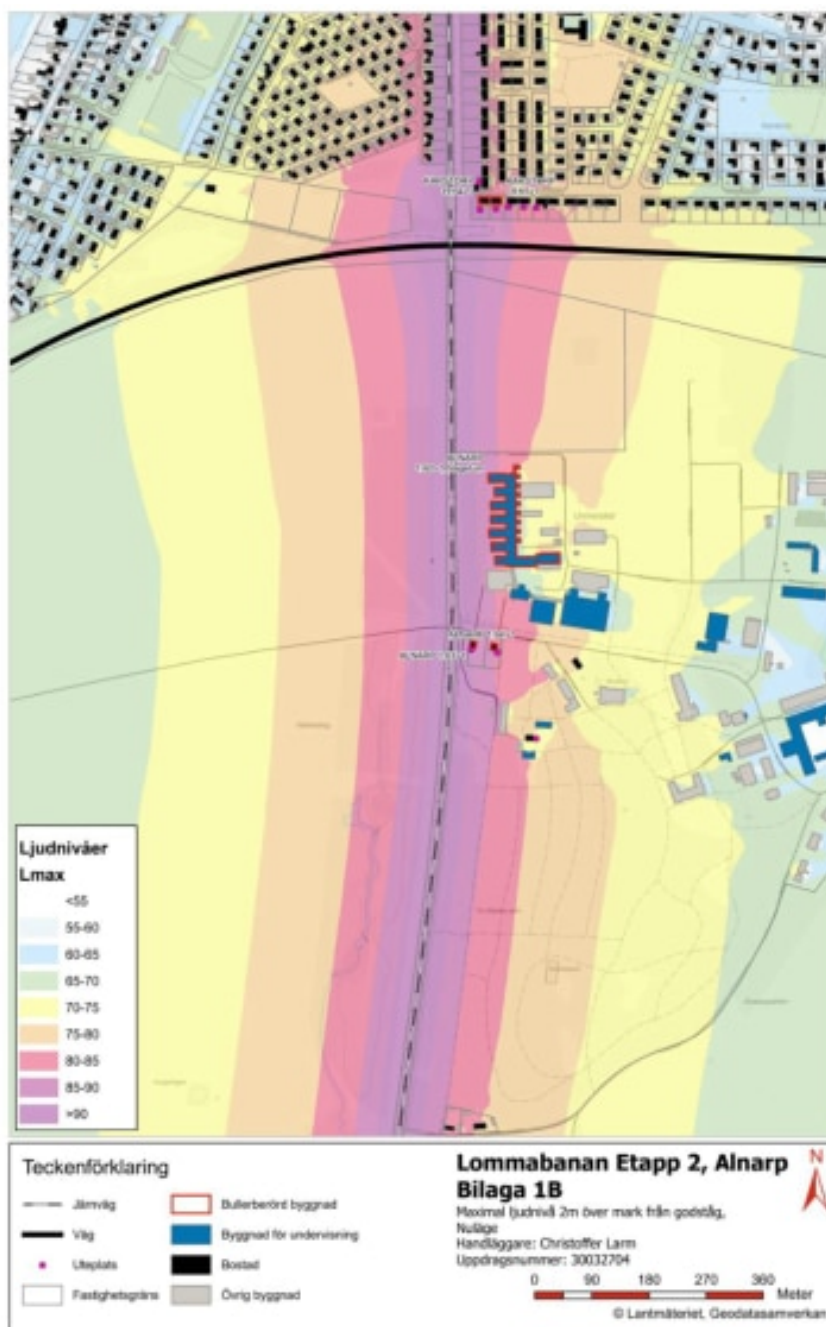 Ljudnivåer
Lmax
<55
55-60
60-65
65-70
70-75
75-80
80-85
85-90
>90
Teckenförklaring
Järnväg
Väg
Uteplats
Fastighetsgräns
Bullerberörd byggnad
Byggnad för undervisning
Bostad
Övrig byggnad
Lommabanan Etapp 2, Alnarp
Bilaga 1B
Maximal ljudnivå 2m över mark från godståg,
Nuläge
Handläggare: Christoffer Larm
Uppdragsnummer: 30032704
N
0 90 180 270 360
Meter
© Lantmäteriet, Geodatasamverkan